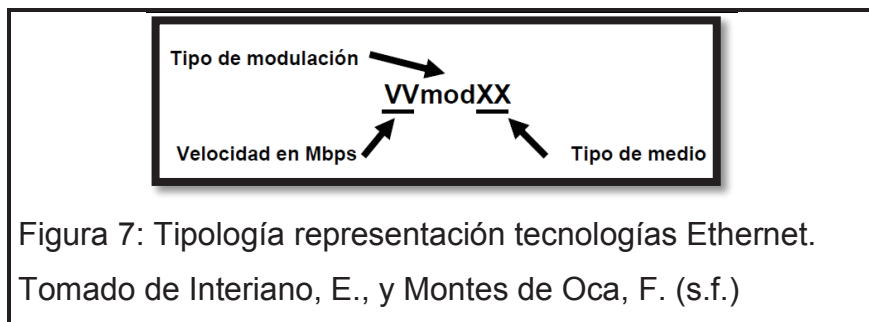 Tipo de modulación
VVmodXX
Velocidad en Mbps
Tipo de medio
Figura 7: Tipología representación tecnologías Ethernet.
Tomado de Interiano, E., y Montes de Oca, F. (s.f.)